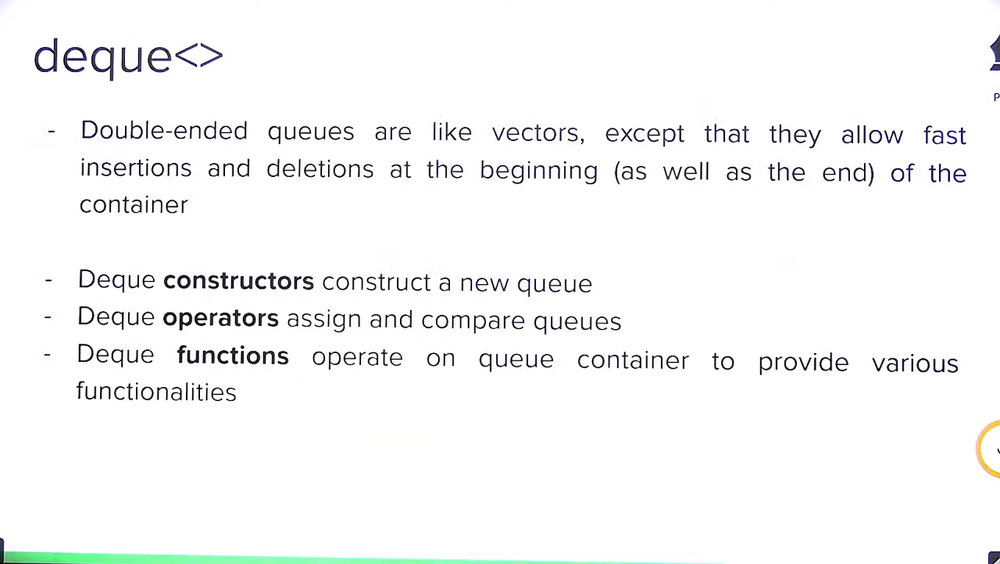 deque<>
- Double-ended queues are like vectors, except that they allow fast
insertions and deletions at the beginning (as well as the end) of the
container
- Deque constructors construct a new queue
- Deque operators assign and compare queues
- Deque functions operate on queue container to provide various
functionalities
P